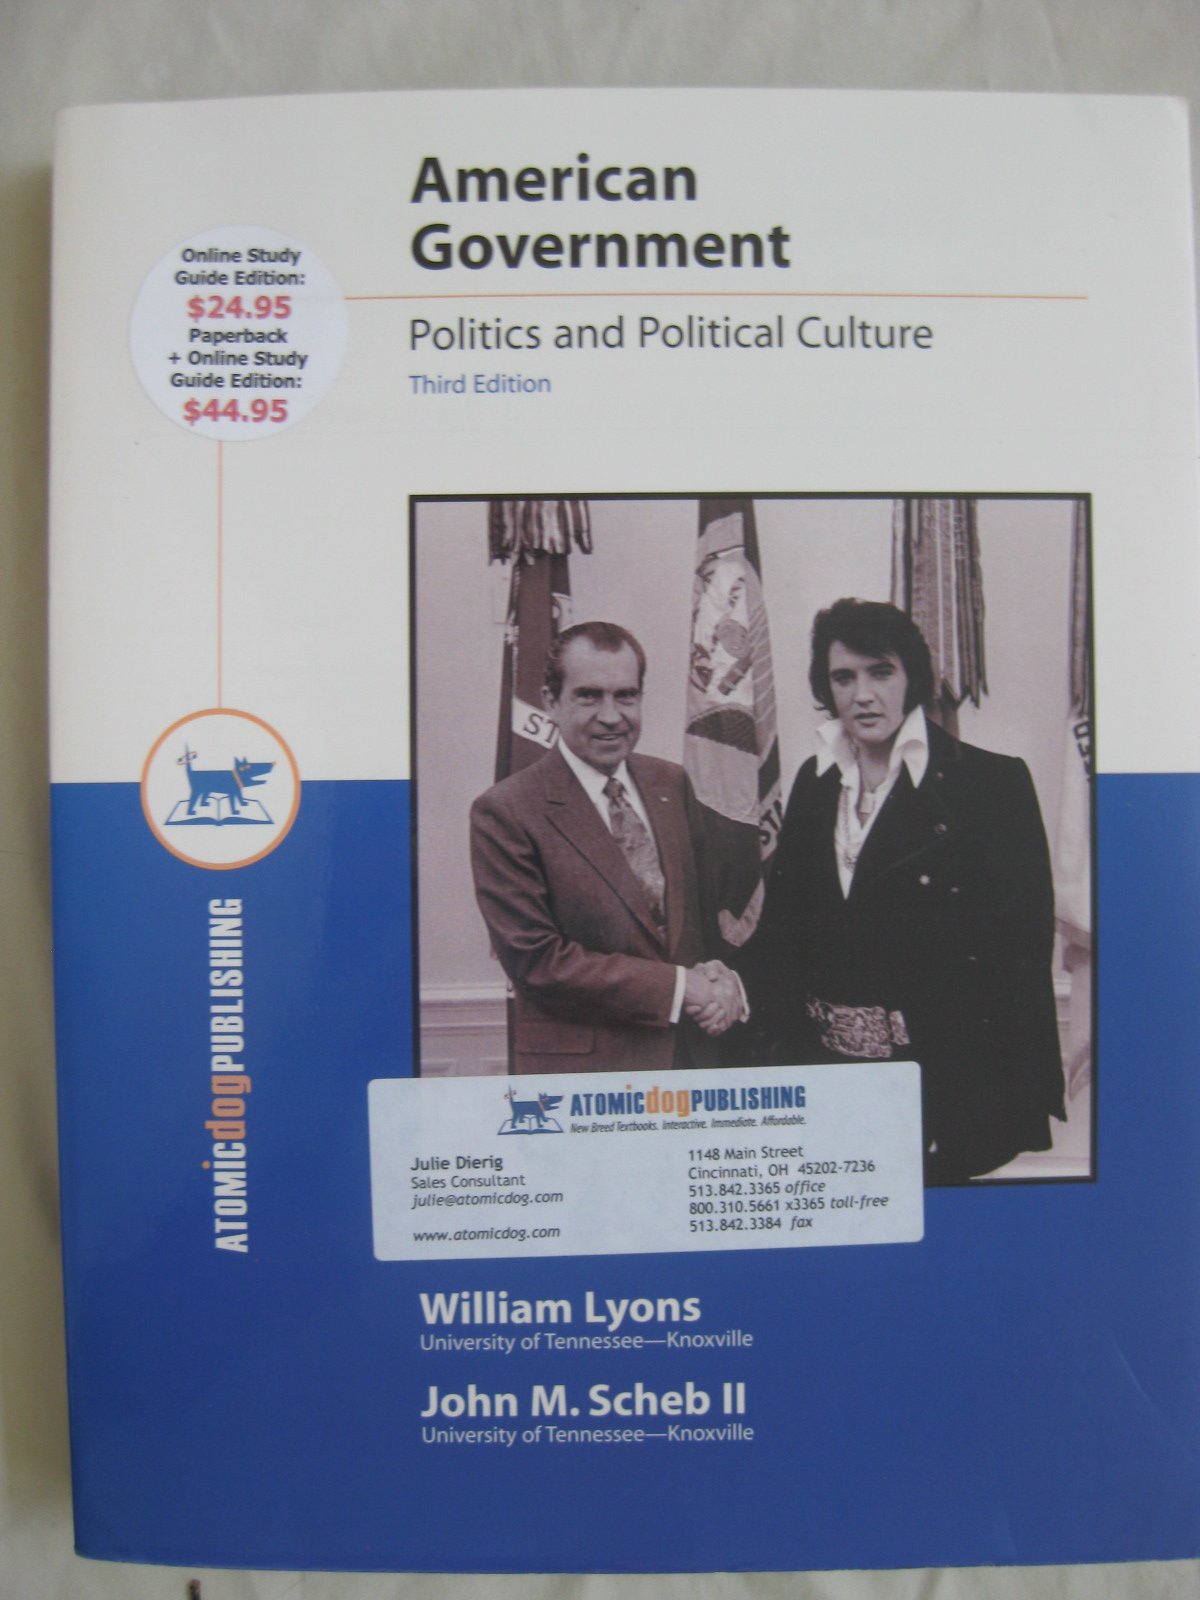 American
Government
Politics and Political Culture
Third Edition
Online Study
Guide Edition:
$24.95
Paperback
+ Online Study
Guide Edition:
$44.95
ST
STA
ATOMICdogPUBLISHING
ATOMICdogPUBLISHING
New Breed Textbooks. Interactive. Immediate. Affordable.
Julie Dierig
Sales Consultant
julie@atomicdog.com
www.atomicdog.com
1148 Main Street
Cincinnati, OH 45202-7236
513.842.3365 office
800.310.5661 x3365 toll-free
513.842.3384 fax
William Lyons
University of Tennessee—Knoxville
John M. Scheb II
University of Tennessee—Knoxville